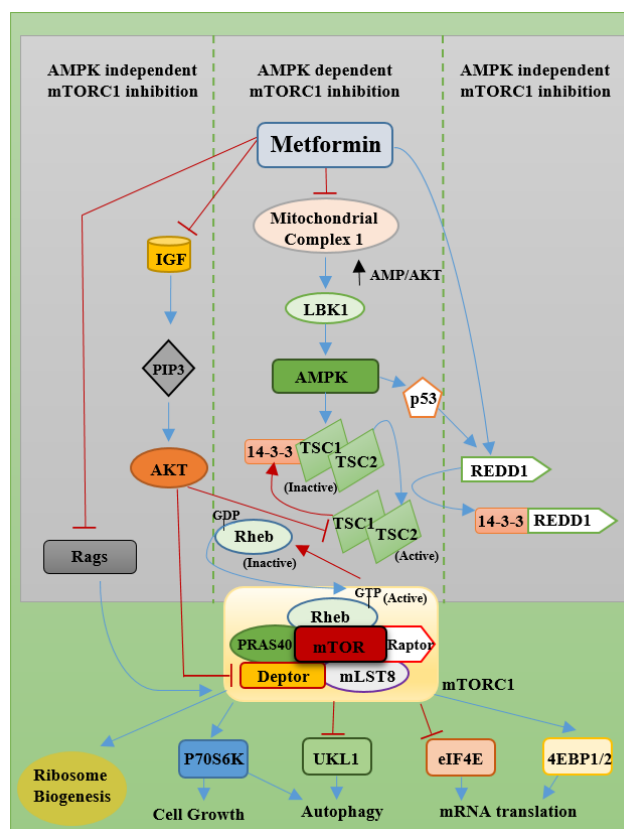 AMPK independent
mTORC1 inhibition
AMPK dependent
mTORC1 inhibition
AMPK independent
mTORC1 inhibition
Metformin
Mitochondrial
Complex 1
IGF
AMP/AKT
LBK1
PIP3
AMPK
p53
14-3-3
TSC1
TSC2
(Inactive)
AKT
REDD1
GDP
Rheb
(Inactive)
TSC1
TSC2
(Active)
14-3-3
REDD1
Rags
GTP
(Active)
Rheb
PRAS40
mTOR
Raptor
Deptor
mLST8
mTORC1
Ribosome
Biogenesis
P70S6K
UKL1
eIF4E
4EBP1/2
Cell Growth
Autophagy
mRNA translation